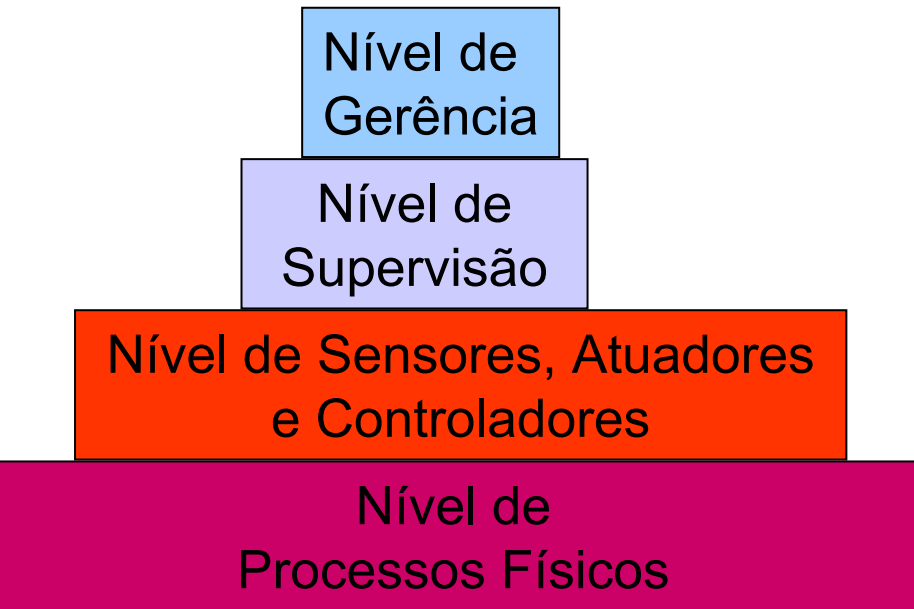 Nível de
Gerência
Nível de
Supervisão
Nível de Sensores, Atuadores
e Controladores
Nível de
Processos Físicos